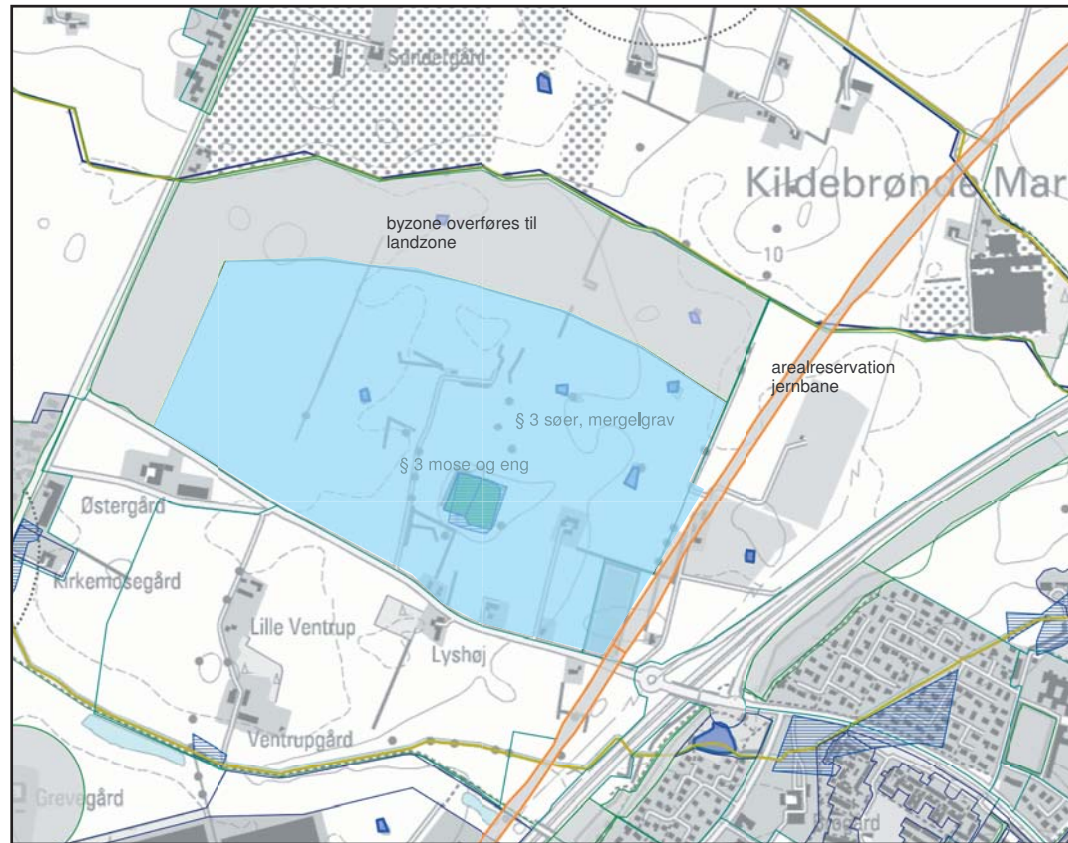 Søndergård
Kildebrønde Mar
byzone overføres til
landzone
10
arealreservation
jernbane
§ 3 søer, mergelgrav
§ 3 mose og eng
Østergård
Kirkemosegård
Lille Ventrup
Lyshøj
Ventrupgård
Grevegård